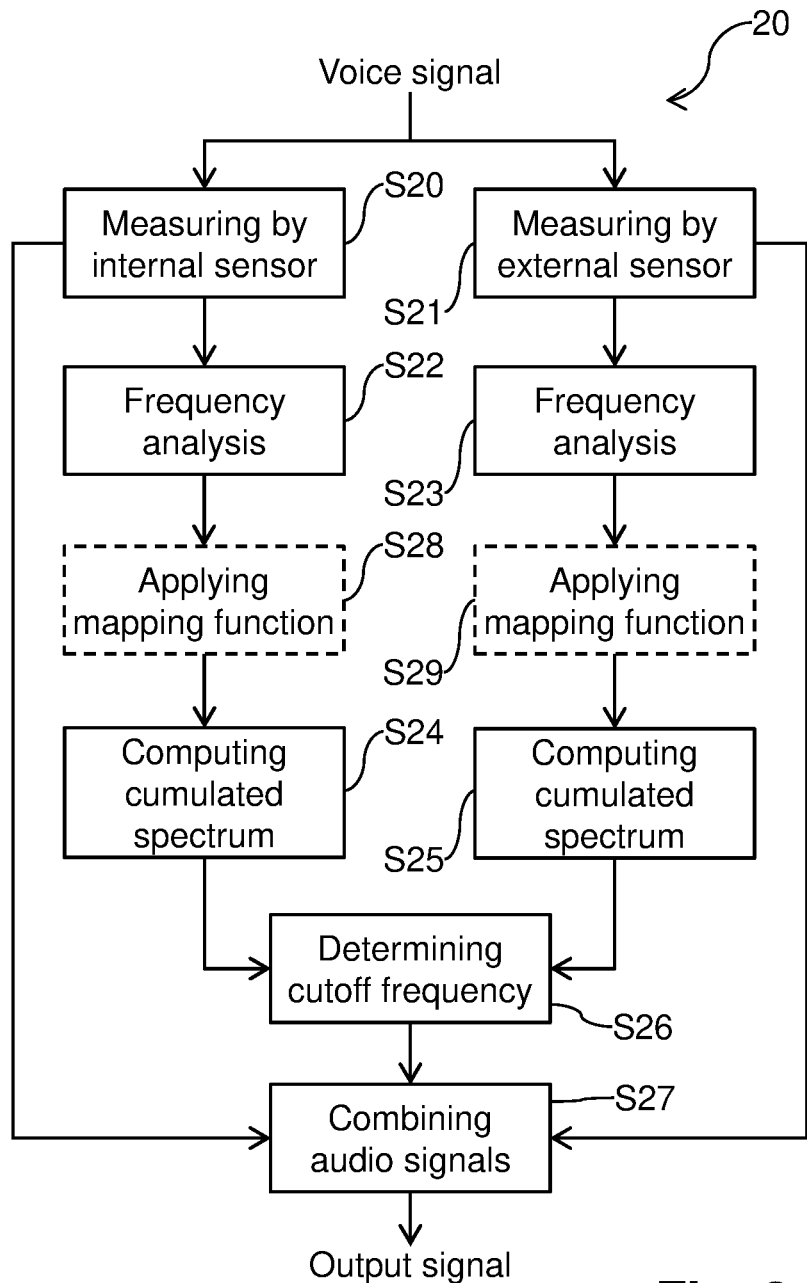 20
Voice signal
Measuring by
internal sensor
S20
Measuring by
external sensor
S21
Frequency
analysis
S22
Frequency
analysis
S23
Applying
mapping function
S28
Applying
mapping function
S29
Computing
cumulated
spectrum
S24
Computing
cumulated
spectrum
S25
Determining
cutoff frequency
S26
Combining
audio signals
S27
Output signal